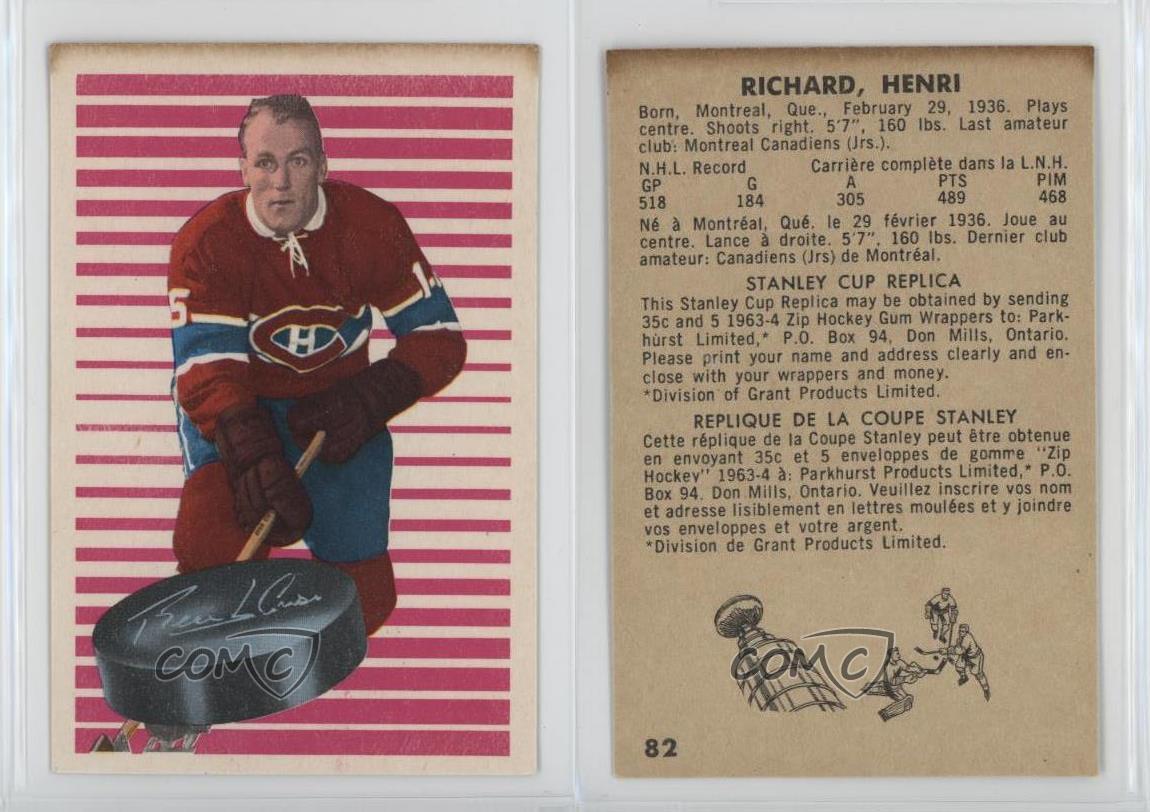 5
1
CH
COMC
RICHARD, HENRI
Born, Montreal, Que., February 29, 1936. Plays
centre. Shoots right. 5'7", 160 lbs. Last amateur
club: Montreal Canadiens (Jrs.).
N.H.L. Record Carrière complète dans la L.N.H.
GP G A PTS PIM
518 184 305 489 468
Né à Montréal, Qué. le 29 février 1936. Joue au
centre. Lance à droite. 5'7", 160 lbs. Dernier club
amateur: Canadiens (Jrs) de Montréal.
STANLEY CUP REPLICA
This Stanley Cup Replica may be obtained by sending
35c and 5 1963-4 Zip Hockey Gum Wrappers to: Park-
hurst Limited,* P.O. Box 94, Don Mills, Ontario.
Please print your name and address clearly and en-
close with your wrappers and money.
*Division of Grant Products Limited.
REPLIQUE DE LA COUPE STANLEY
Cette réplique de la Coupe Stanley peut être obtenue
en envoyant 35c et 5 enveloppes de gomme "Zip
Hockey" 1963-4 à: Parkhurst Products Limited,* P.O.
Box 94, Don Mills, Ontario. Veuillez inscrire vos nom
et adresse lisiblement en lettres moulées et y joindre
vos enveloppes et votre argent.
*Division de Grant Products Limited.
COMC
82